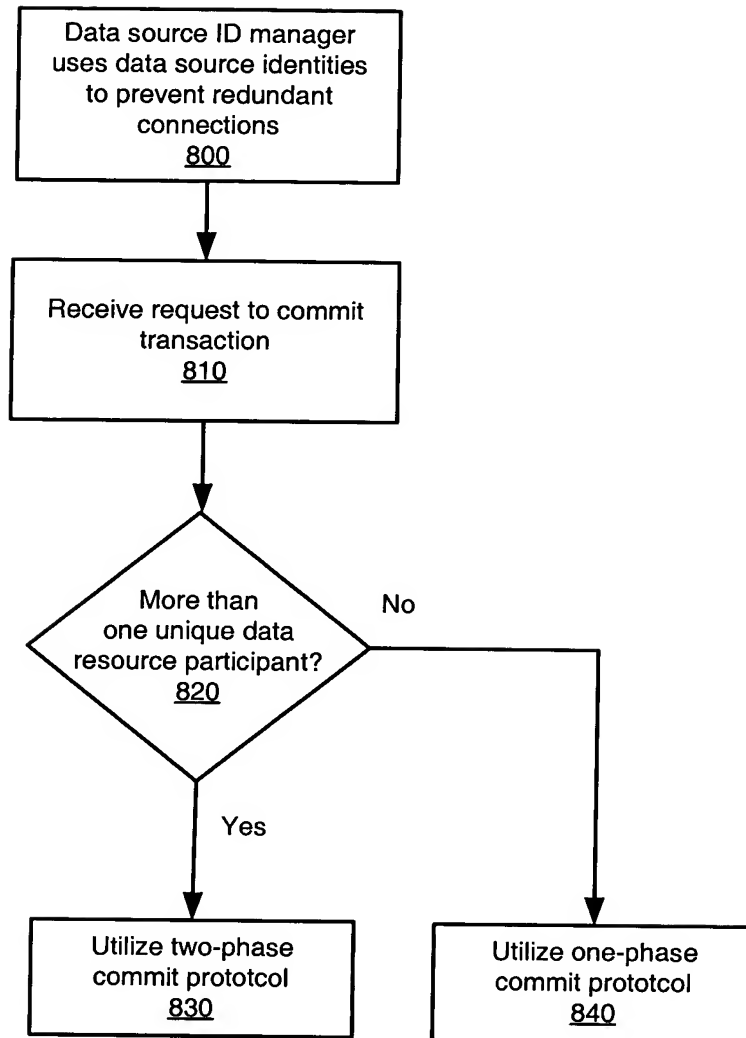 Data source ID manager
uses data source identities
to prevent redundant
connections
800
Receive request to commit
transaction
810
More than
one unique data
resource participant?
820
No
Yes
Utilize two-phase
commit prototcol
830
Utilize one-phase
commit prototcol
840